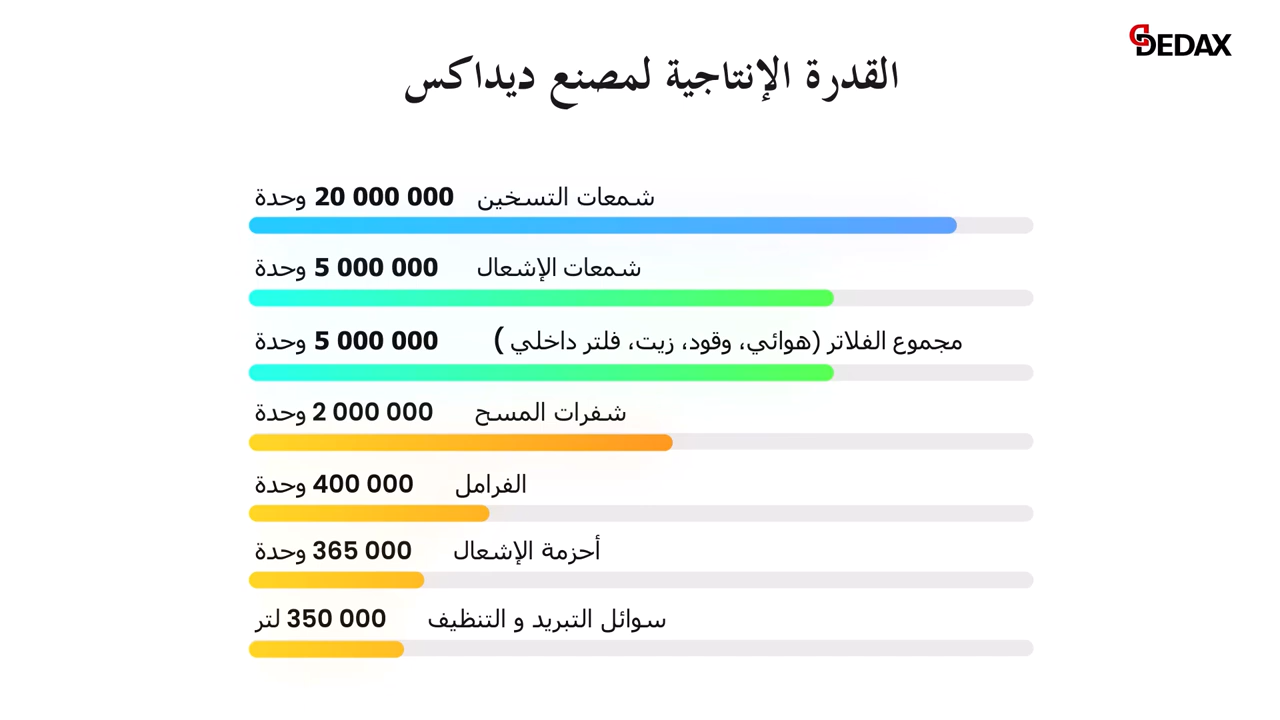 DEDAX
القدرة الإنتاجية لمصنع ديداكس
شمعات التسخين 20 000 000 وحدة
شمعات الإشعال 5 000 000 وحدة
مجموع الفلاتر (هوائي، وقود، زيت، فلتر داخلي ) 5 000 000 وحدة
شفرات المسح 2 000 000 وحدة
الفرامل 400 000 وحدة
أحزمة الإشعال 365 000 وحدة
سوائل التبريد و التنظيف 350 000 لتر